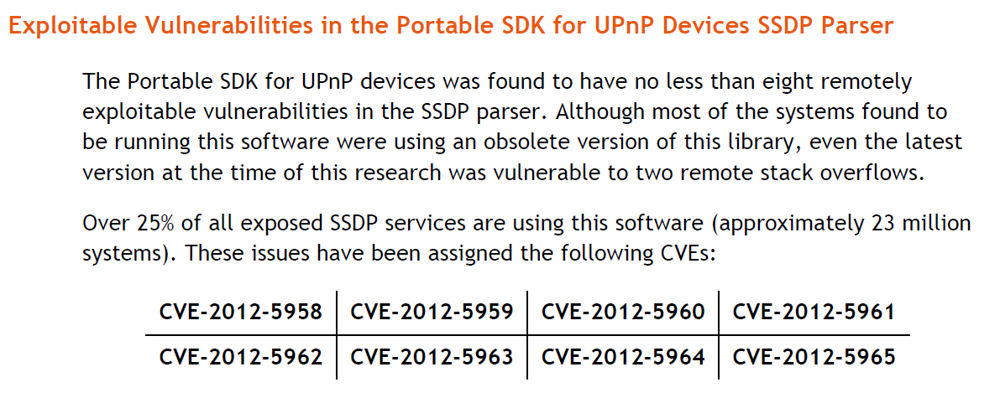 Exploitable Vulnerabilities in the Portable SDK for UPnP Devices SSDP Parser
The Portable SDK for UPnP devices was found to have no less than eight remotely
exploitable vulnerabilities in the SSDP parser. Although most of the systems found to
be running this software were using an obsolete version of this library, even the latest
version at the time of this research was vulnerable to two remote stack overflows.
Over 25% of all exposed SSDP services are using this software (approximately 23 million
systems). These issues have been assigned the following CVEs:
CVE-2012-5958 CVE-2012-5959 CVE-2012-5960 CVE-2012-5961
CVE-2012-5962 CVE-2012-5963 CVE-2012-5964 CVE-2012-5965